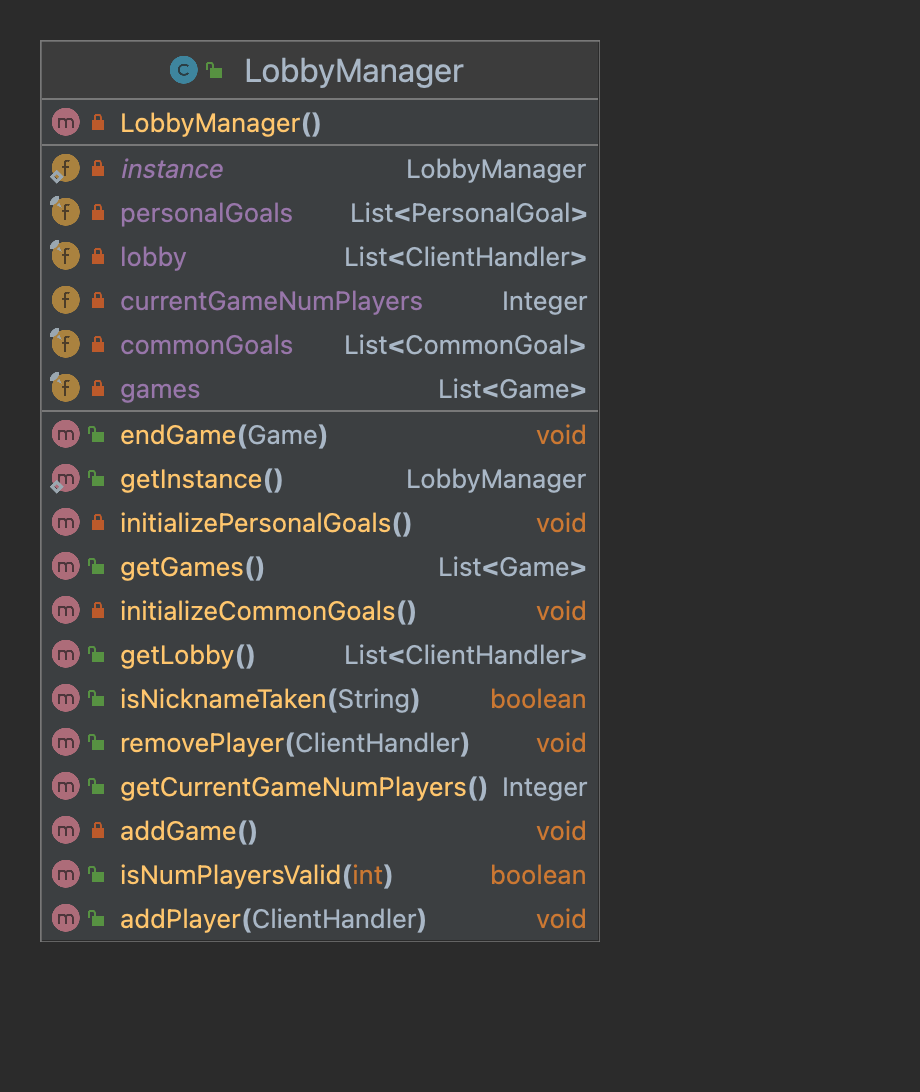 C LobbyManager
m LobbyManager()
f instance LobbyManager
f personalGoals List<PersonalGoal>
f lobby List<ClientHandler>
f currentGameNumPlayers Integer
f commonGoals List<CommonGoal>
f games List<Game>
m endGame(Game) void
m getInstance() LobbyManager
m initializePersonalGoals() void
m getGames() List<Game>
m initializeCommonGoals() void
m getLobby() List<ClientHandler>
m isNicknameTaken(String) boolean
m removePlayer(ClientHandler) void
m getCurrentGameNumPlayers() Integer
m addGame() void
m isNumPlayersValid(int) boolean
m addPlayer(ClientHandler) void